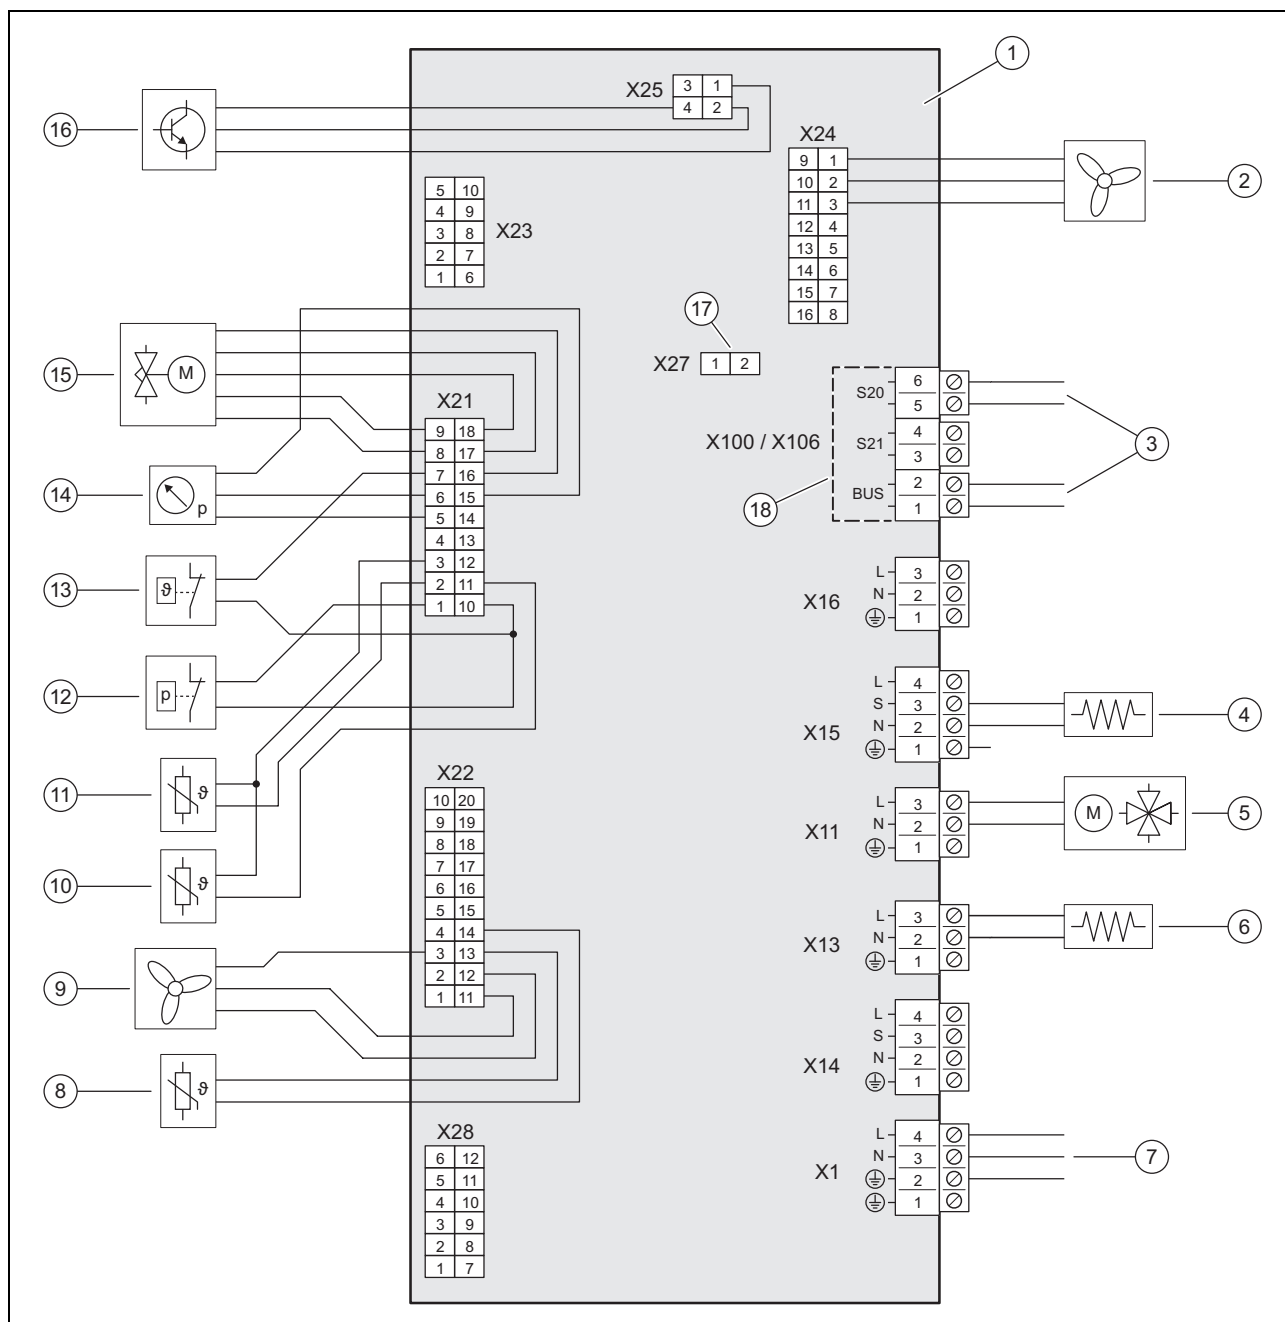 1
X25
3 1
4 2
16
X24
9 1
10 2
11 3
12 4
13 5
14 6
15 7
16 8
2
5 10
4 9
3 8
2 7
1 6
X23
17
X27
1 2
15
M
X21
9 18
8 17
7 16
6 15
5 14
4 13
3 12
2 11
1 10
X100 / X106
S20
6
5
S21
4
3
BUS
2
1
3
18
14
p
13
ϑ
X16
L 3
N 2
1
12
p
X15
L 4
S 3
N 2
1
4
11
ϑ
X22
10 20
9 19
8 18
7 17
6 16
5 15
4 14
3 13
2 12
1 11
X11
L 3
N 2
1
M
5
10
ϑ
X13
L 3
N 2
1
6
9
X14
L 4
S 3
N 2
1
8
ϑ
X28
6 12
5 11
4 10
3 9
2 8
1 7
X1
L 4
N 3
2
1
7